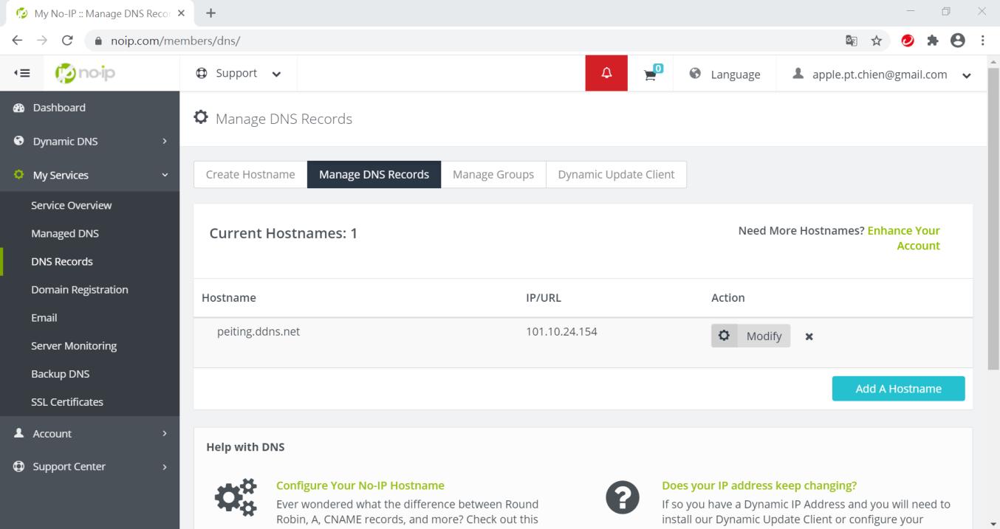 My No-IP :: Manage DNS Recor
noip.com/members/dns/
no-ip
Support
0
Language
apple.pt.chien@gmail.com
Dashboard
Dynamic DNS
My Services
Service Overview
Managed DNS
DNS Records
Domain Registration
Email
Server Monitoring
Backup DNS
SSL Certificates
Account
Support Center
Manage DNS Records
Create Hostname
Manage DNS Records
Manage Groups
Dynamic Update Client
Current Hostnames: 1
Need More Hostnames? Enhance Your
Account
Hostname
IP/URL
Action
peiting.ddns.net
101.10.24.154
Modify
Add A Hostname
Help with DNS
Configure Your No-IP Hostname
Ever wondered what the difference between Round
Robin, A, CNAME records, and more? Check out this
Does your IP address keep changing?
If so you have a Dynamic IP Address and you will need to
install our Dynamic Update Client or configure your